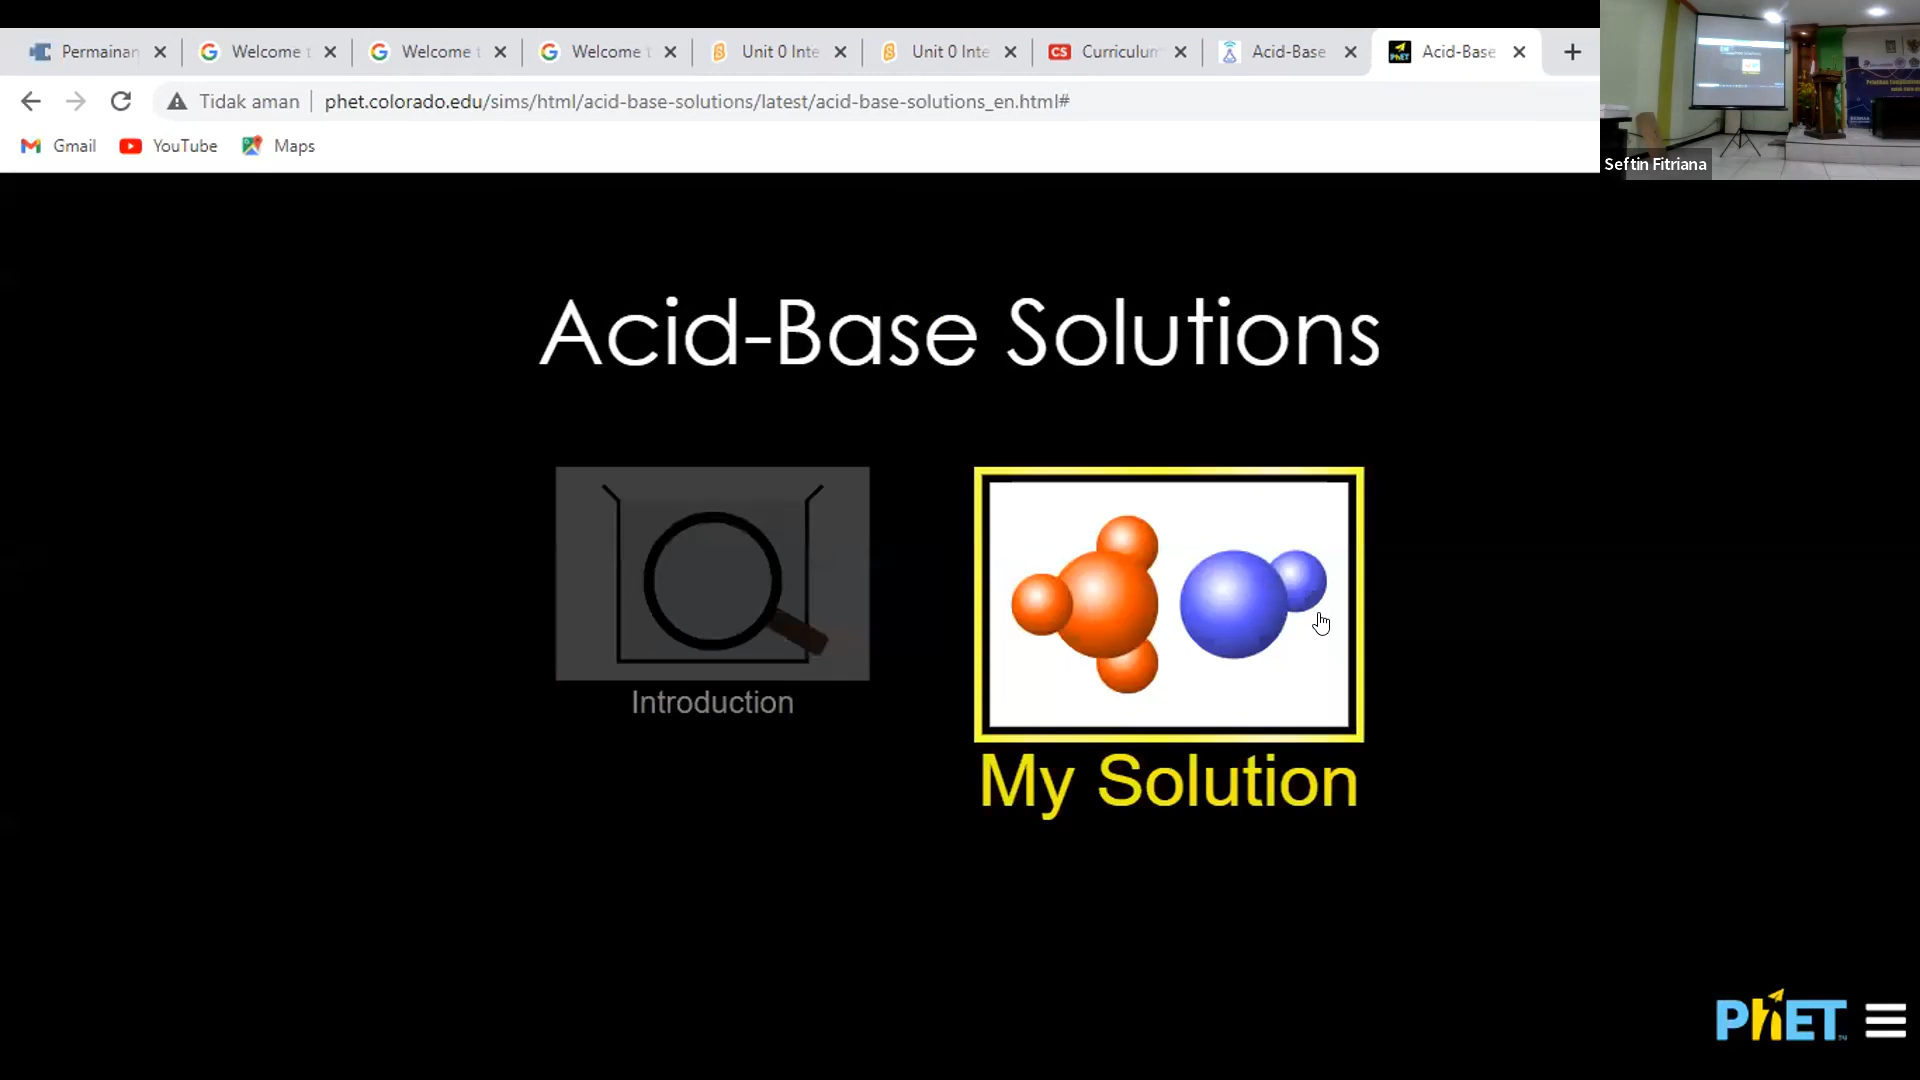 Permainan
Welcome t
Welcome t
Welcome t
Unit 0 Inte
Unit 0 Inte
CS Curriculum
Acid-Base
Acid-Base
Tidak aman
phet.colorado.edu/sims/html/acid-base-solutions/latest/acid-base-solutions_en.html#
Gmail
YouTube
Maps
Seftin Fitriana
Acid-Base Solutions
Introduction
My Solution
PhET